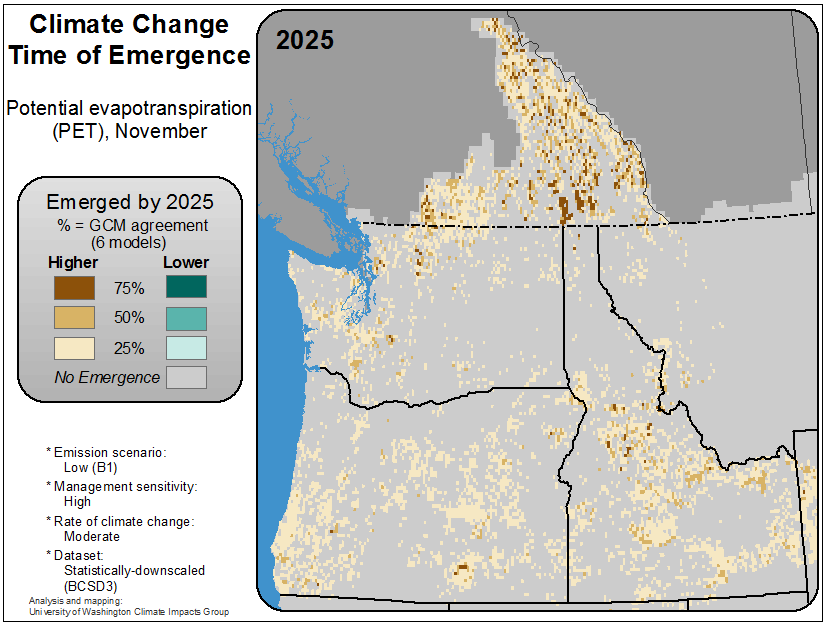 Climate Change
Time of Emergence
Potential evapotranspiration
(PET), November
Emerged by 2025
% = GCM agreement
(6 models)
Higher Lower
75%
50%
25%
No Emergence
* Emission scenario:
Low (B1)
* Management sensitivity:
High
* Rate of climate change:
Moderate
* Dataset:
Statistically-downscaled
(BCSD3)
Analysis and mapping:
University of Washington Climate Impacts Group
2025